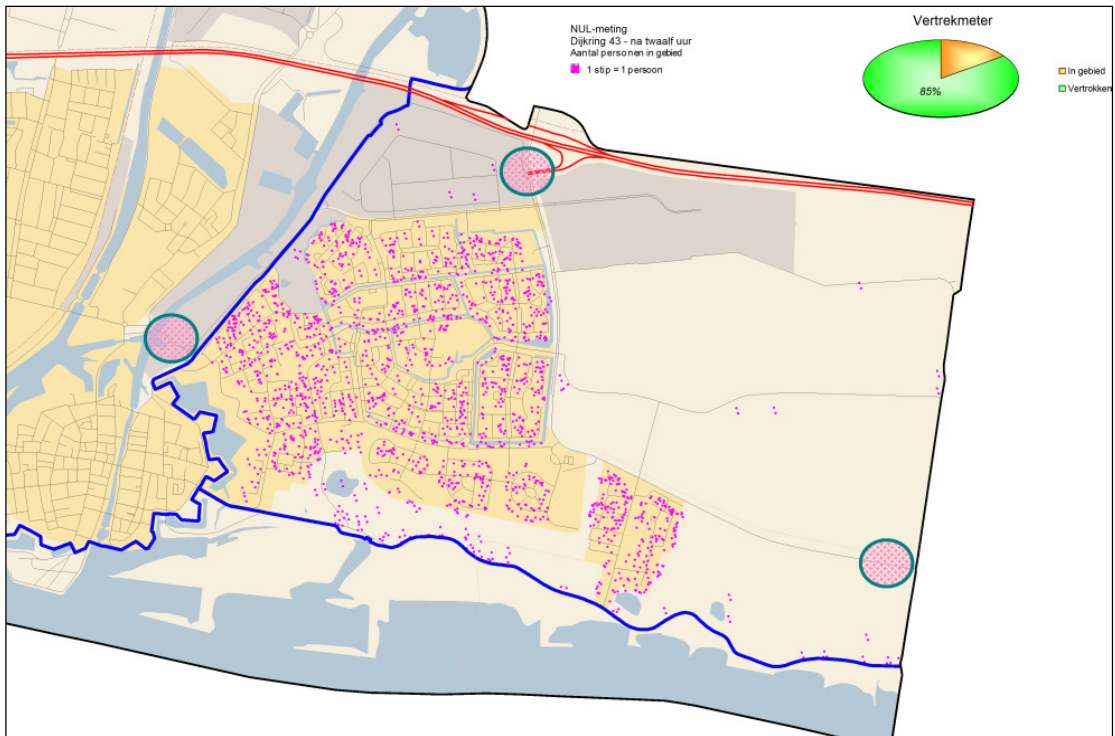 NUL-meting
Dijkring 43 - na twaalf uur
Aantal personen in gebied
1 stip = 1 persoon
Vertrekmeter
85%
In gebied
Vertrokken